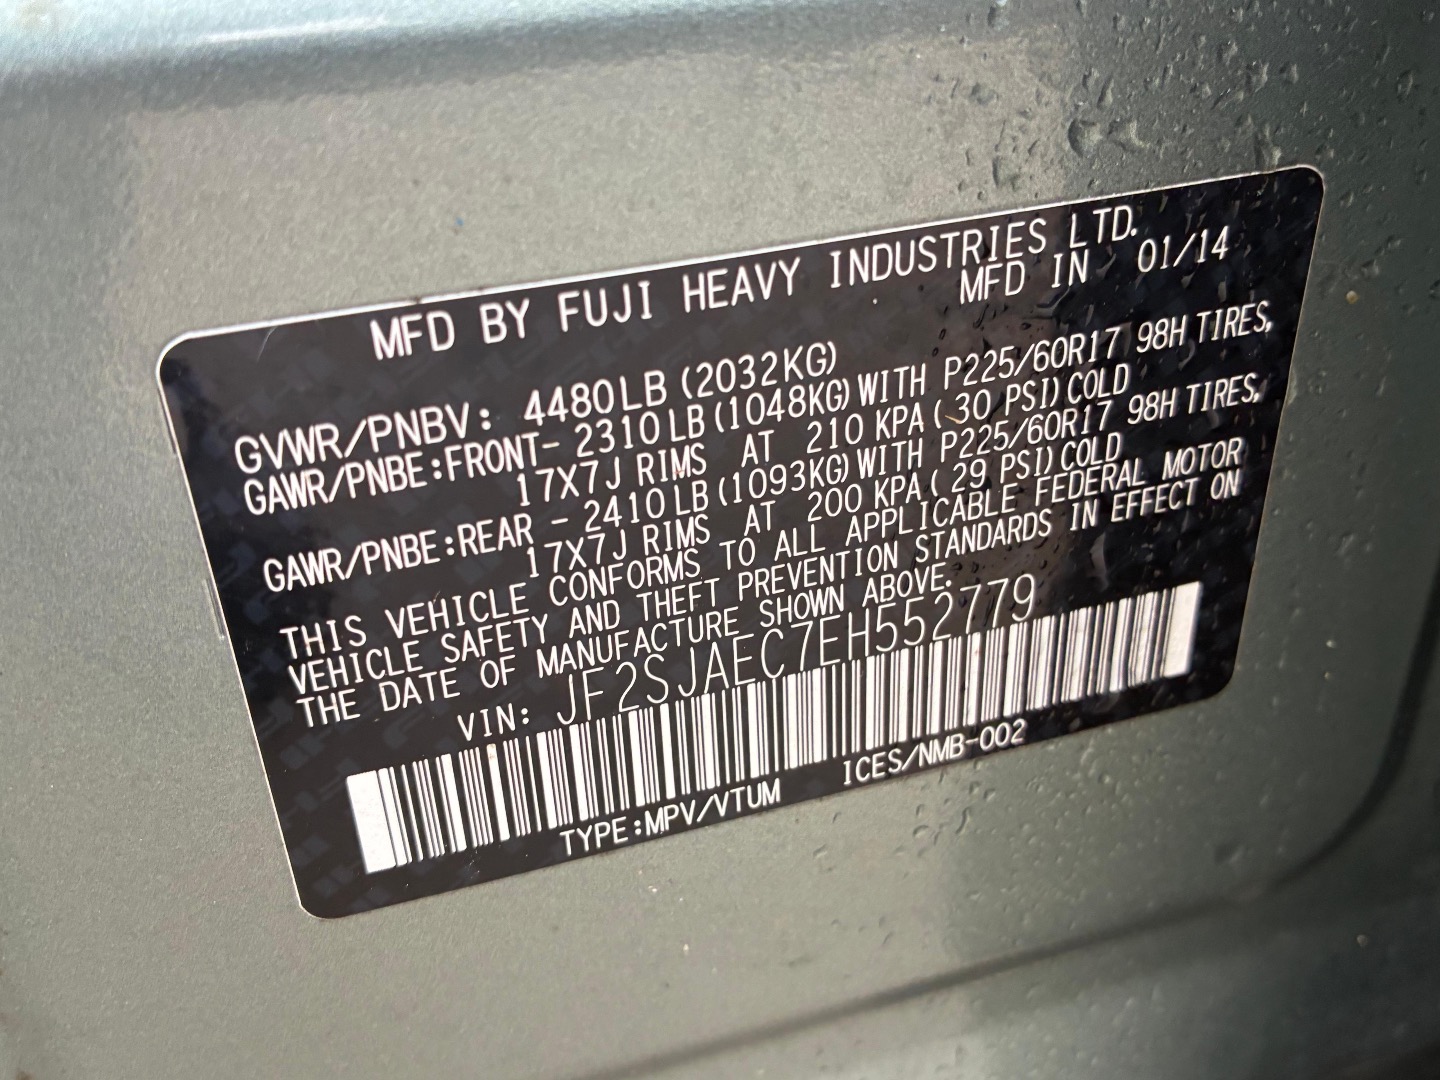 MFD BY FUJI HEAVY INDUSTRIES LTD.
MFD IN 01/14
GVWR/PNBV: 4480LB (2032KG)
GAWR/PNBE:FRONT- 2310LB (1048KG) WITH P225/60R17 98H TIRES,
17X7J RIMS AT 210 KPA ( 30 PSI) COLD
GAWR/PNBE:REAR - 2410LB (1093KG) WITH P225/60R17 98H TIRES,
17X7J RIMS AT 200 KPA ( 29 PSI) COLD
THIS VEHICLE CONFORMS TO ALL APPLICABLE FEDERAL MOTOR
VEHICLE SAFETY AND THEFT PREVENTION STANDARDS IN EFFECT ON
THE DATE OF MANUFACTURE SHOWN ABOVE.
VIN: JF2SJAEC7EH552779
TYPE:MPV/VTUM ICES/NMB-002